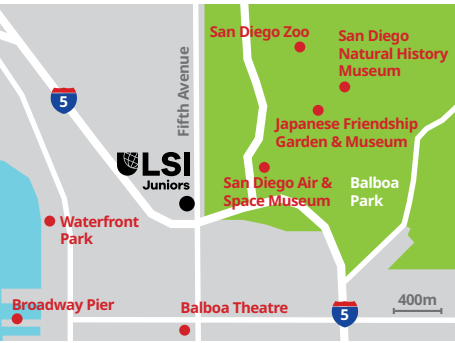 San Diego Zoo
San Diego
Natural History
Museum
5
Fifth Avenue
Japanese Friendship
Garden & Museum
LSI
Juniors
San Diego Air &
Space Museum
Balboa
Park
Waterfront
Park
400m
Broadway Pier
Balboa Theatre
5